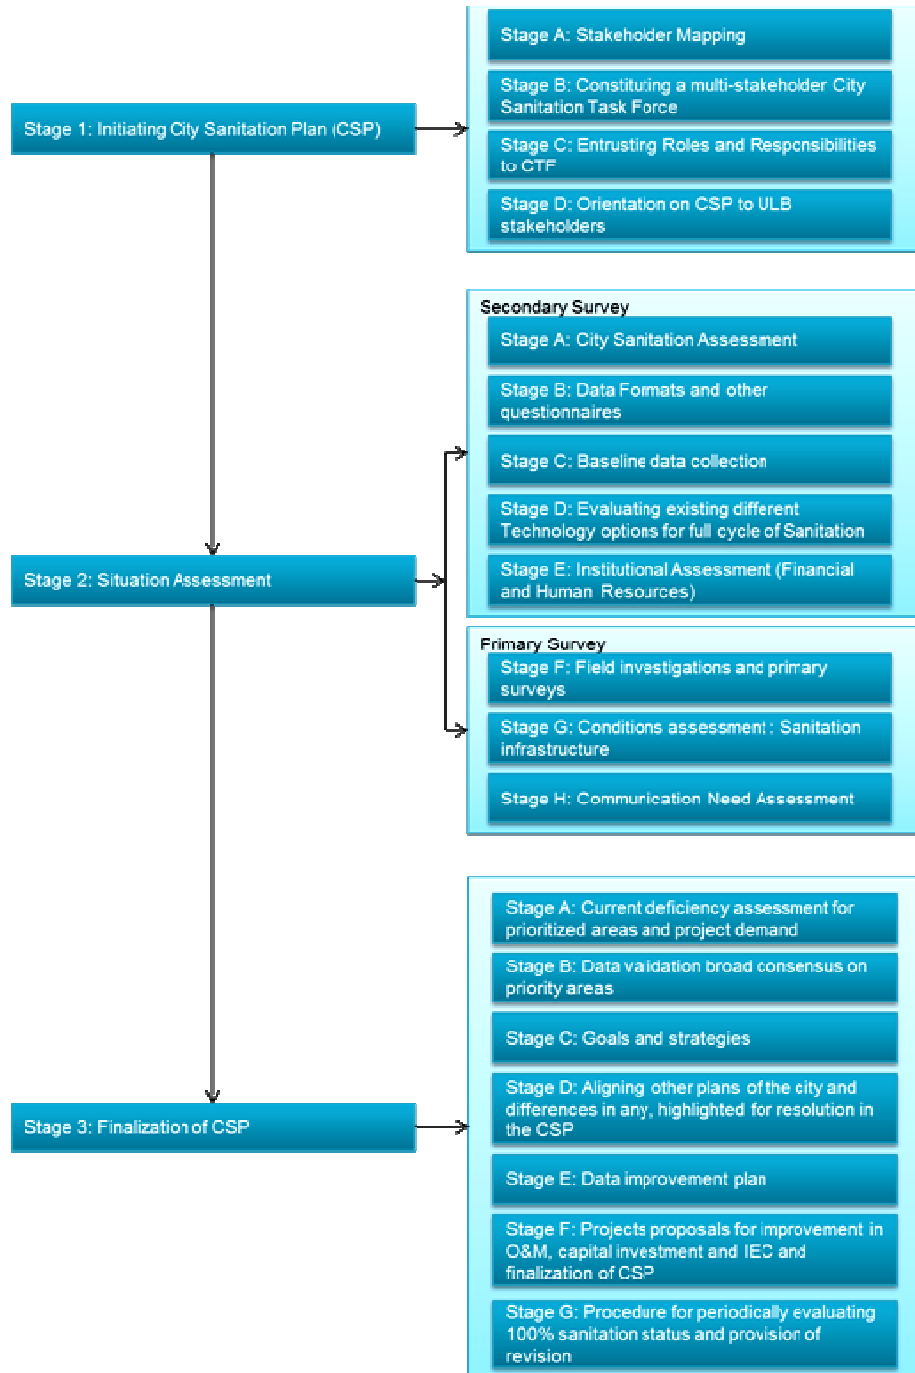 Stage 1: Initiating City Sanitation Plan (CSP)
Stage A: Stakeholder Mapping
Stage B: Constituting a multi-stakeholder City
Sanitation Task Force
Stage C: Entrusting Roles and Responsibilities
to CTF
Stage D: Orientation on CSP to ULB
stakeholders
Stage 2: Situation Assessment
Secondary Survey
Stage A: City Sanitation Assessment
Stage B: Data Formats and other
questionnaires
Stage C: Baseline data collection
Stage D: Evaluating existing different
Technology options for full cycle of Sanitation
Stage E: Institutional Assessment (Financial
and Human Resources)
Primary Survey
Stage F: Field investigations and primary
surveys
Stage G: Conditions assessment: Sanitation
infrastructure
Stage H: Communication Need Assessment
Stage 3: Finalization of CSP
Stage A: Current deficiency assessment for
prioritized areas and project demand
Stage B: Data validation broad consensus on
priority areas
Stage C: Goals and strategies
Stage D: Aligning other plans of the city and
differences in any, highlighted for resolution in
the CSP
Stage E: Data improvement plan
Stage F: Projects proposals for improvement in
O&M, capital investment and IEC and
finalization of CSP
Stage G: Procedure for periodically evaluating
100% sanitation status and provision of
revision